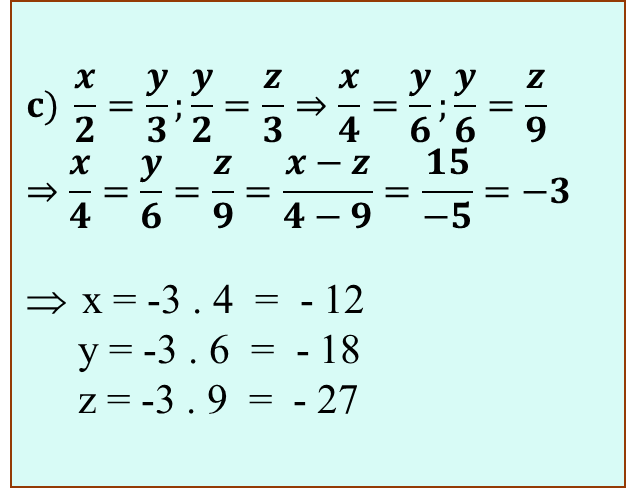 c) x/2 = y/3 ; y/2 = z/3 ⇒ x/4 = y/6 ; y/6 = z/9
⇒ x/4 = y/6 = z/9 = (x − z)/(4 − 9) = 15/−5 = −3
⇒ x = -3 . 4 = - 12
y = -3 . 6 = - 18
z = -3 . 9 = - 27